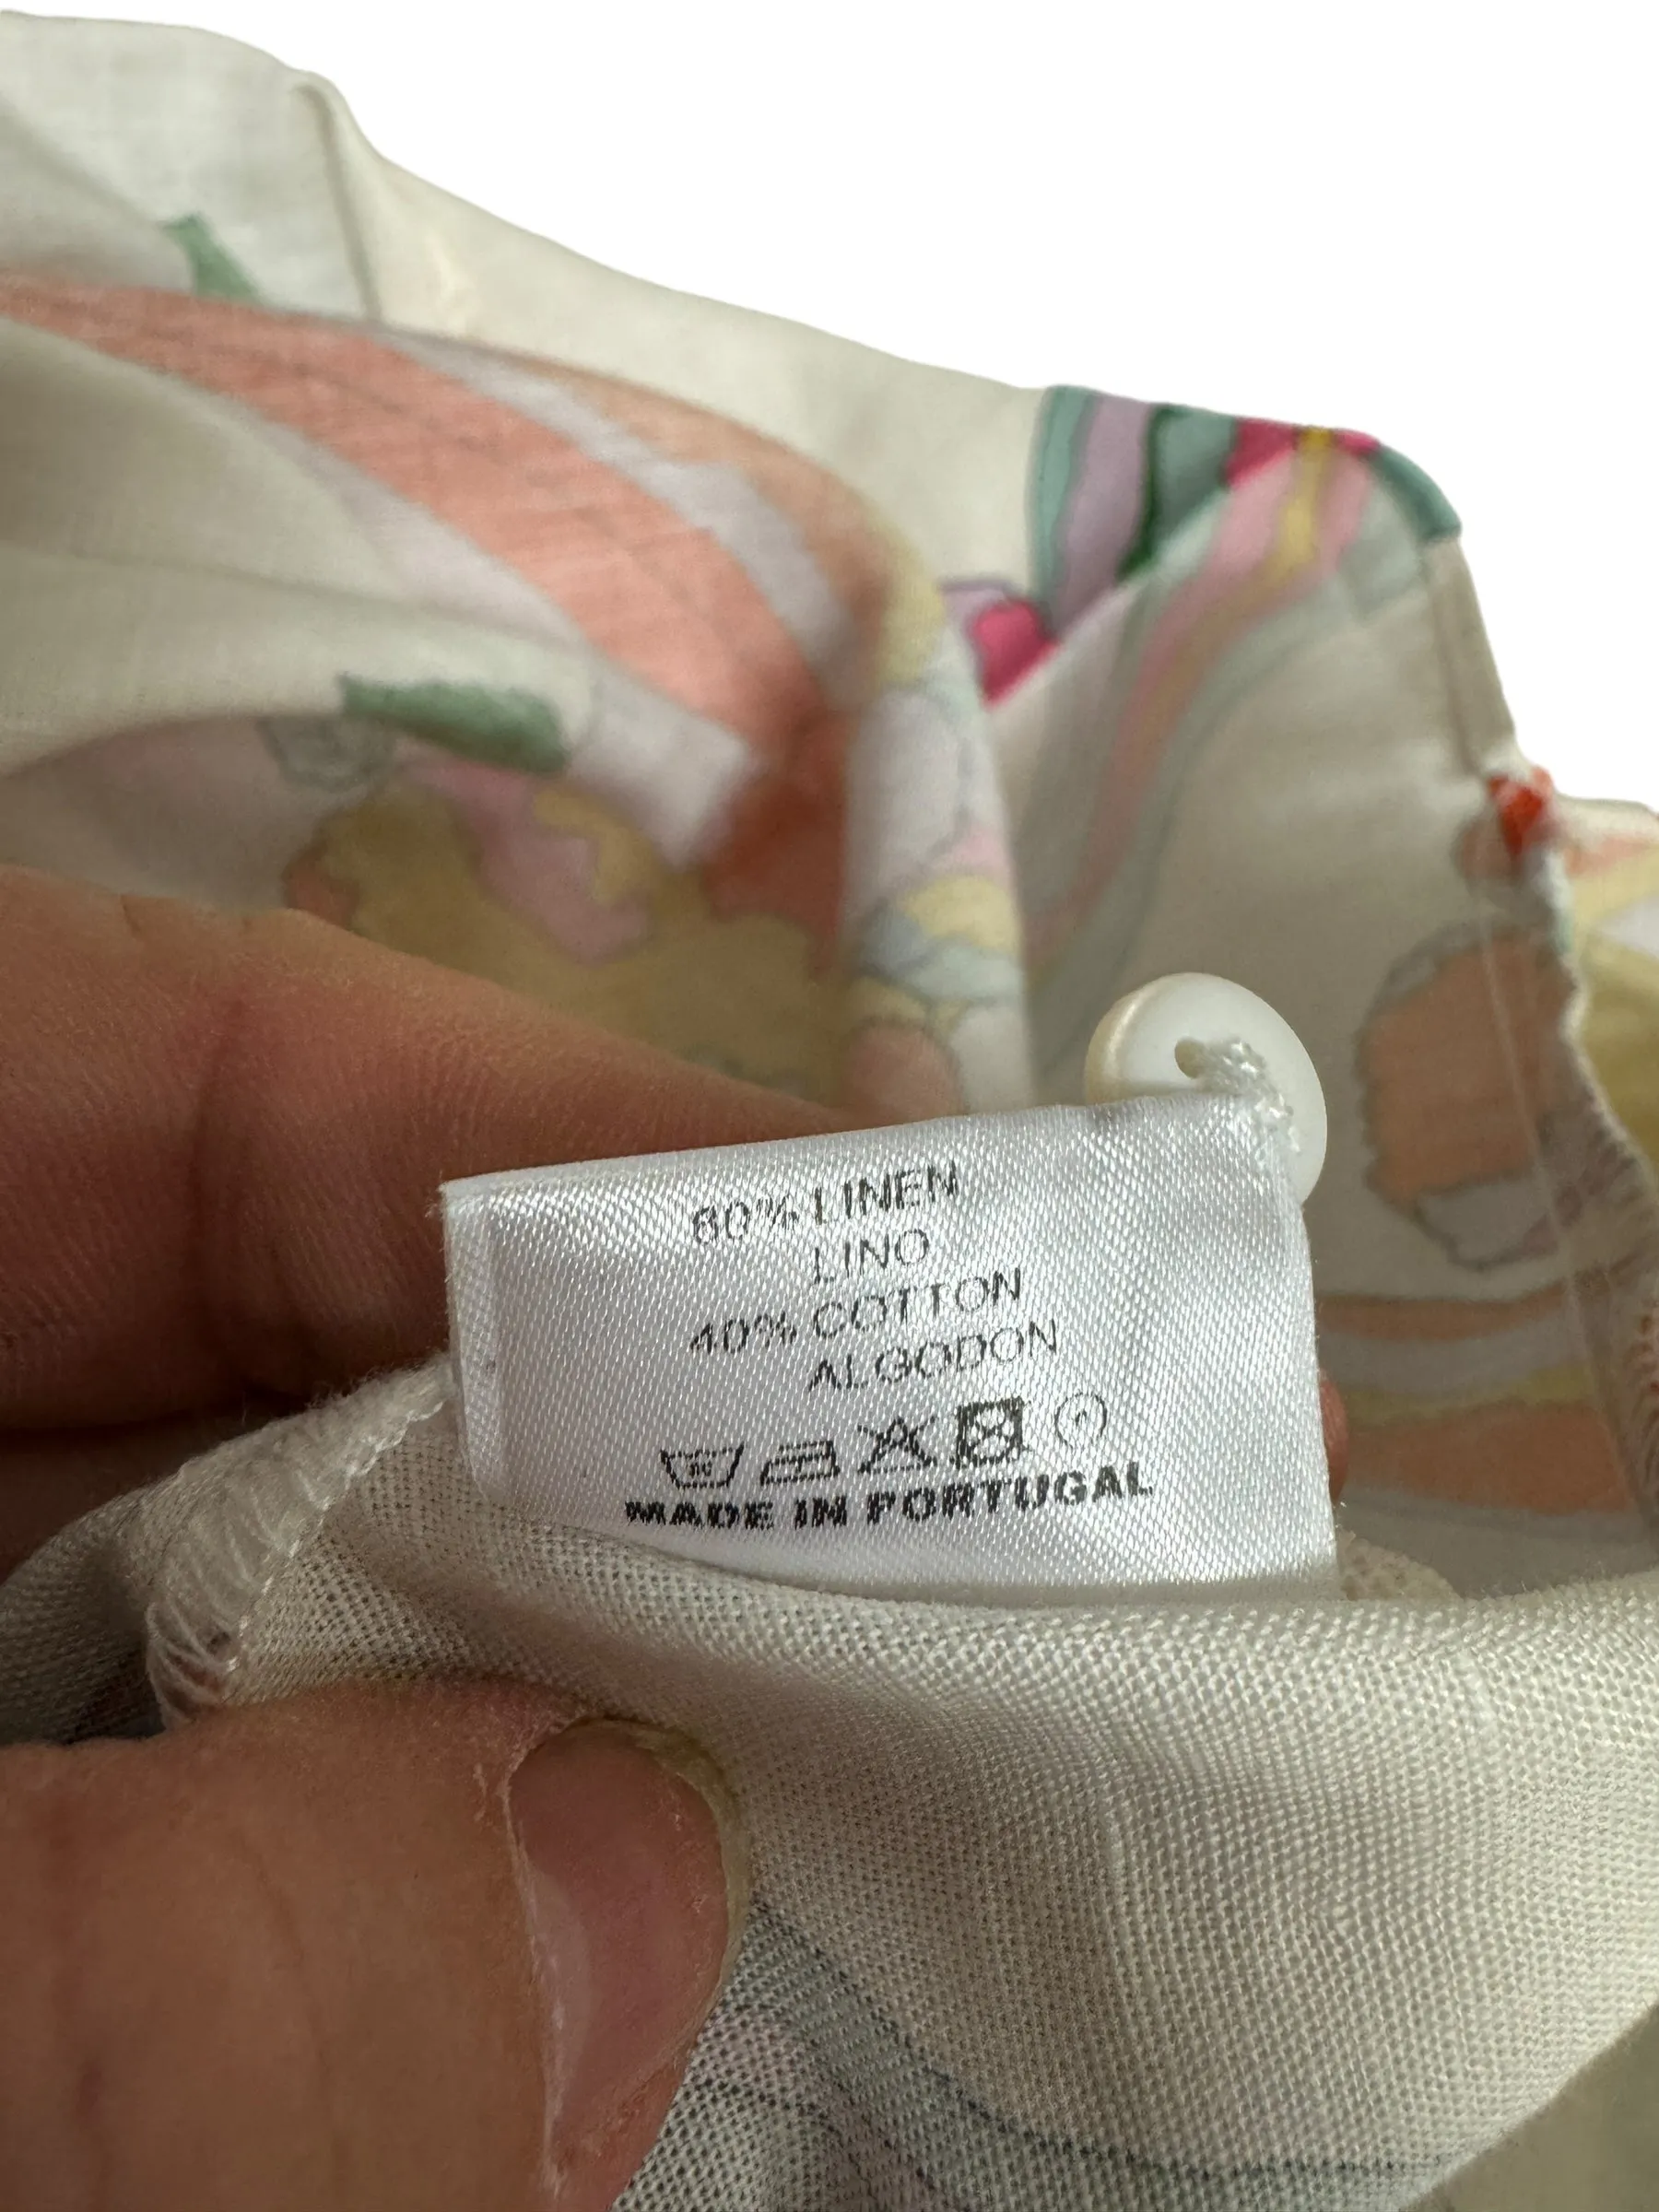 60% LINEN
LINO
40% COTTON
ALGODON
MADE IN PORTUGAL